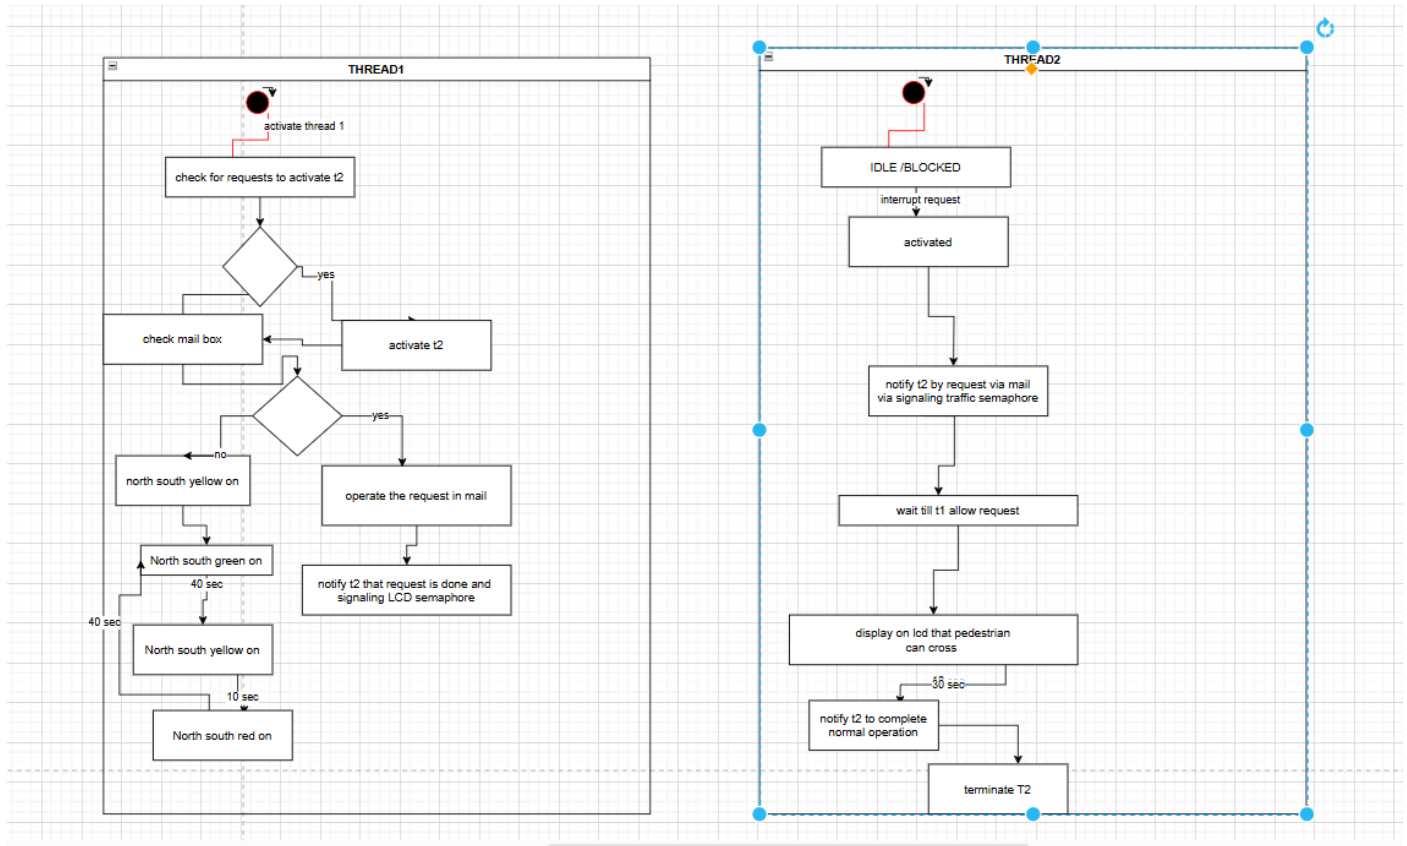 THREAD1
activate thread 1
check for requests to activate t2
yes
check mail box
activate t2
yes
no
north south yellow on
operate the request in mail
North south green on
40 sec
notify t2 that request is done and
signaling LCD semaphore
40 sec
North south yellow on
10 sec
North south red on
THREAD2
IDLE /BLOCKED
interrupt request
activated
notify t2 by request via mail
via signaling traffic semaphore
wait till t1 allow request
display on lcd that pedestrian
can cross
30 sec
notify t2 to complete
normal operation
terminate T2